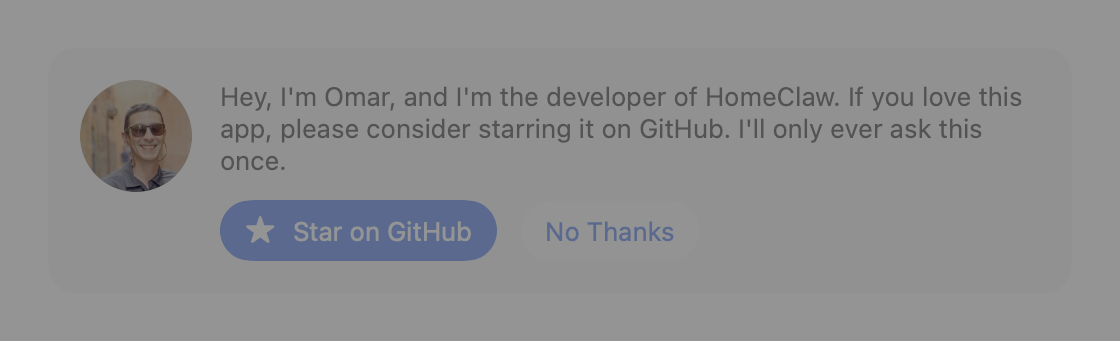 Hey, I'm Omar, and I'm the developer of HomeClaw. If you love this
app, please consider starring it on GitHub. I'll only ever ask this
once.
Star on GitHub
No Thanks